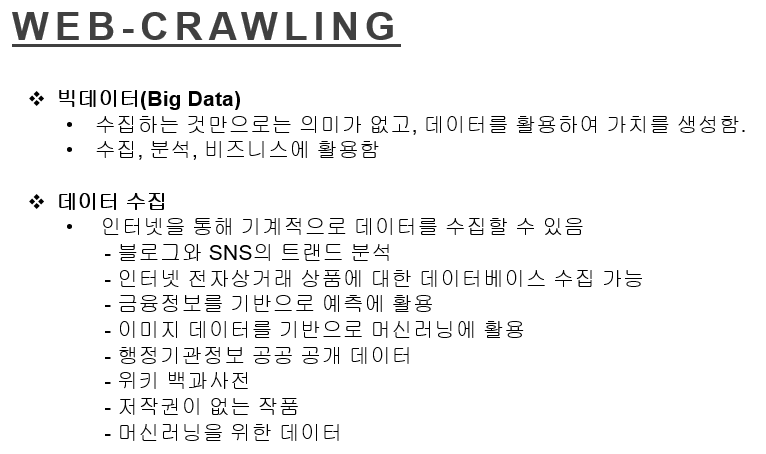 WEB-CRAWLING
❖ 빅데이터(Big Data)
• 수집하는 것만으로는 의미가 없고, 데이터를 활용하여 가치를 생성함.
• 수집, 분석, 비즈니스에 활용함
❖ 데이터 수집
• 인터넷을 통해 기계적으로 데이터를 수집할 수 있음
- 블로그와 SNS의 트랜드 분석
- 인터넷 전자상거래 상품에 대한 데이터베이스 수집 가능
- 금융정보를 기반으로 예측에 활용
- 이미지 데이터를 기반으로 머신러닝에 활용
- 행정기관정보 공공 공개 데이터
- 위키 백과사전
- 저작권이 없는 작품
- 머신러닝을 위한 데이터